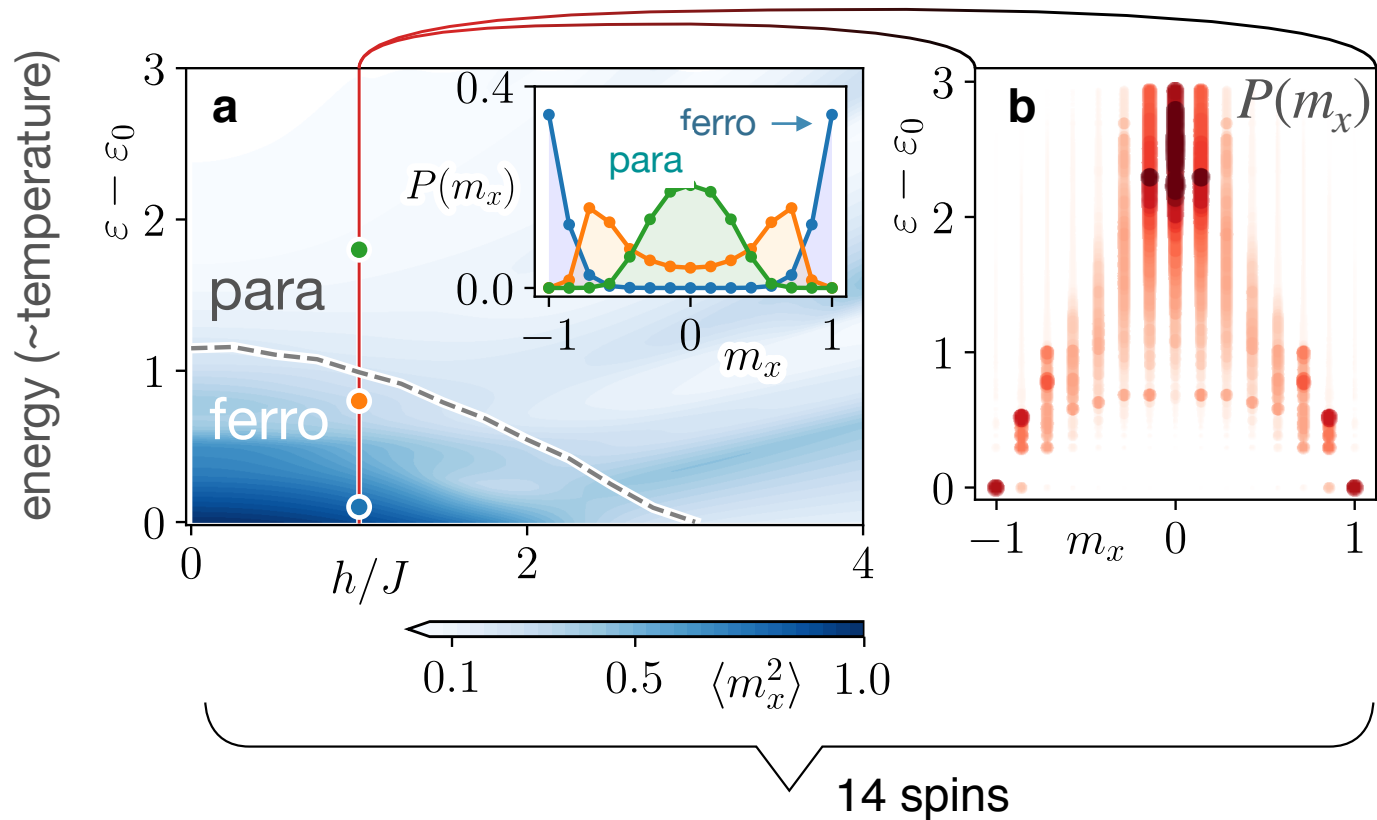 energy (~temperature)
ε − ε₀
3
2
1
0
a
para
ferro
0
2
4
h/J
0.4
0.0
P(mₓ)
ferro
para
−1
0
1
mₓ
0.1
0.5
⟨mₓ²⟩
1.0
b
P(mₓ)
ε − ε₀
3
2
1
0
−1
mₓ
0
1
14 spins